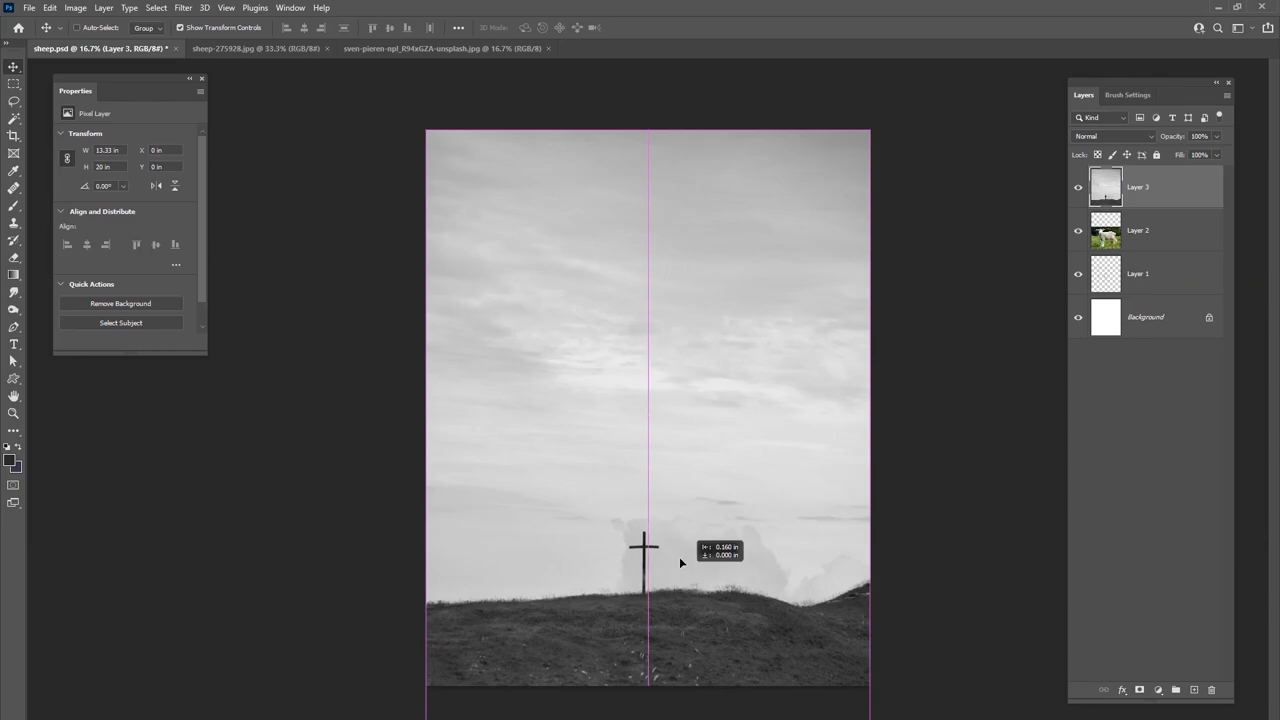 Ps File Edit Image Layer Type Select Filter 3D View Plugins Window Help
Auto-Select: Group Show Transform Controls 3D Mode:
sheep.psd @ 16.7% (Layer 3, RGB/8#) * × sheep-275928.jpg @ 33.3% (RGB/8#) × sven-pieren-npl_R94xGZA-unsplash.jpg @ 16.7% (RGB/8) ×
Properties
Pixel Layer
Transform
W 13.33 in X 0 in
H 20 in Y 0 in
0.00°
Align and Distribute
Align:
Quick Actions
Remove Background
Select Subject
0.160 in
0.000 in
Layers Brush Settings
Kind
Normal Opacity: 100%
Lock: Fill: 100%
Layer 3
Layer 2
Layer 1
Background
fx